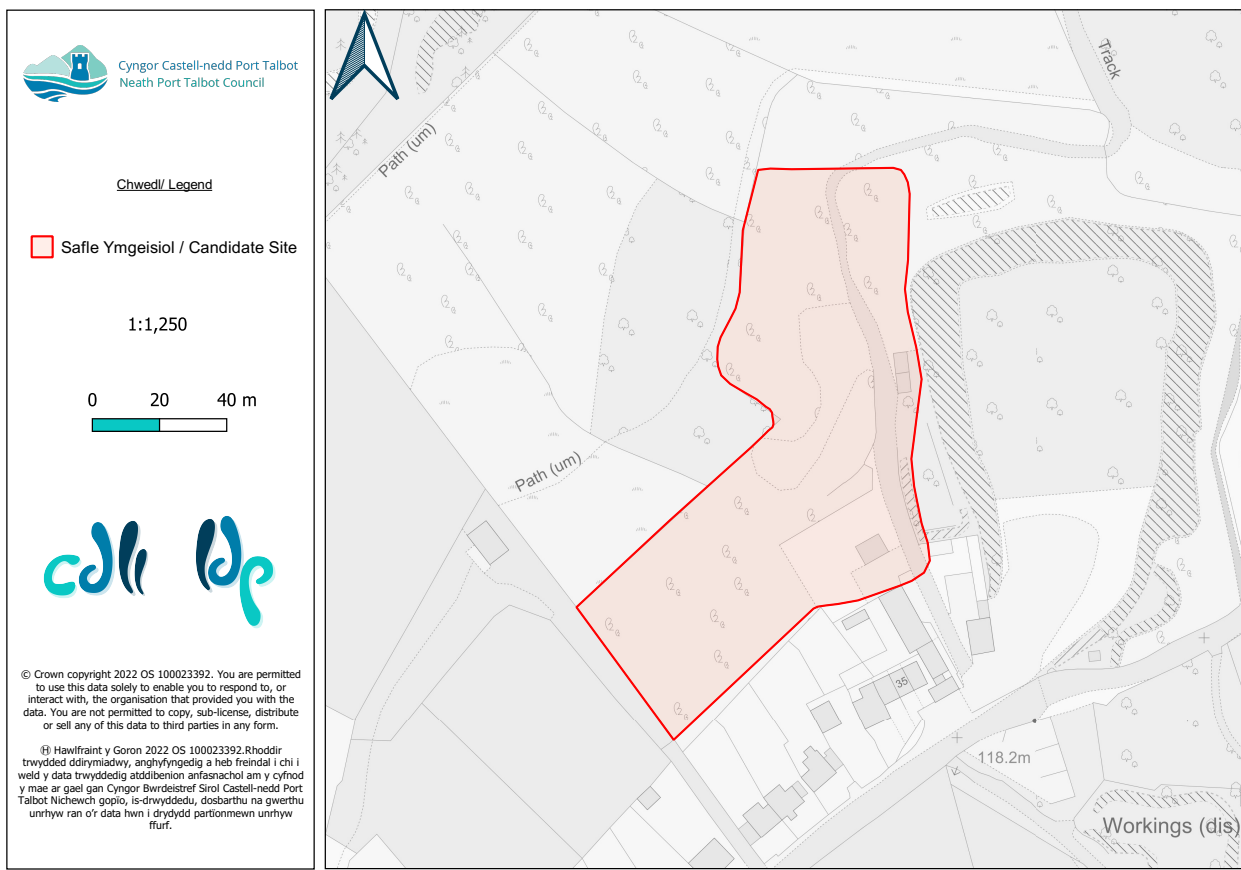 Cyngor Castell-nedd Port Talbot
Neath Port Talbot Council
Chwedl/ Legend
Safle Ymgeisiol / Candidate Site
1:1,250
0 20 40 m
cdll ldp
© Crown copyright 2022 OS 100023392. You are permitted
to use this data solely to enable you to respond to, or
interact with, the organisation that provided you with the
data. You are not permitted to copy, sub-license, distribute
or sell any of this data to third parties in any form.
Ⓗ Hawlfraint y Goron 2022 OS 100023392.Rhoddir
trwydded ddirymiadwy, anghyfyngedig a heb freindal i chi i
weld y data trwyddedig atddibenion anfasnachol am y cyfnod
y mae ar gael gan Cyngor Bwrdeistref Sirol Castell-nedd Port
Talbot Nichewch gopïo, is-drwyddedu, dosbarthu na gwerthu
unrhyw ran o'r data hwn i drydydd partïonmewn unrhyw
ffurf.
Track
Path (um)
Path (um)
35
118.2m
Workings (dis)